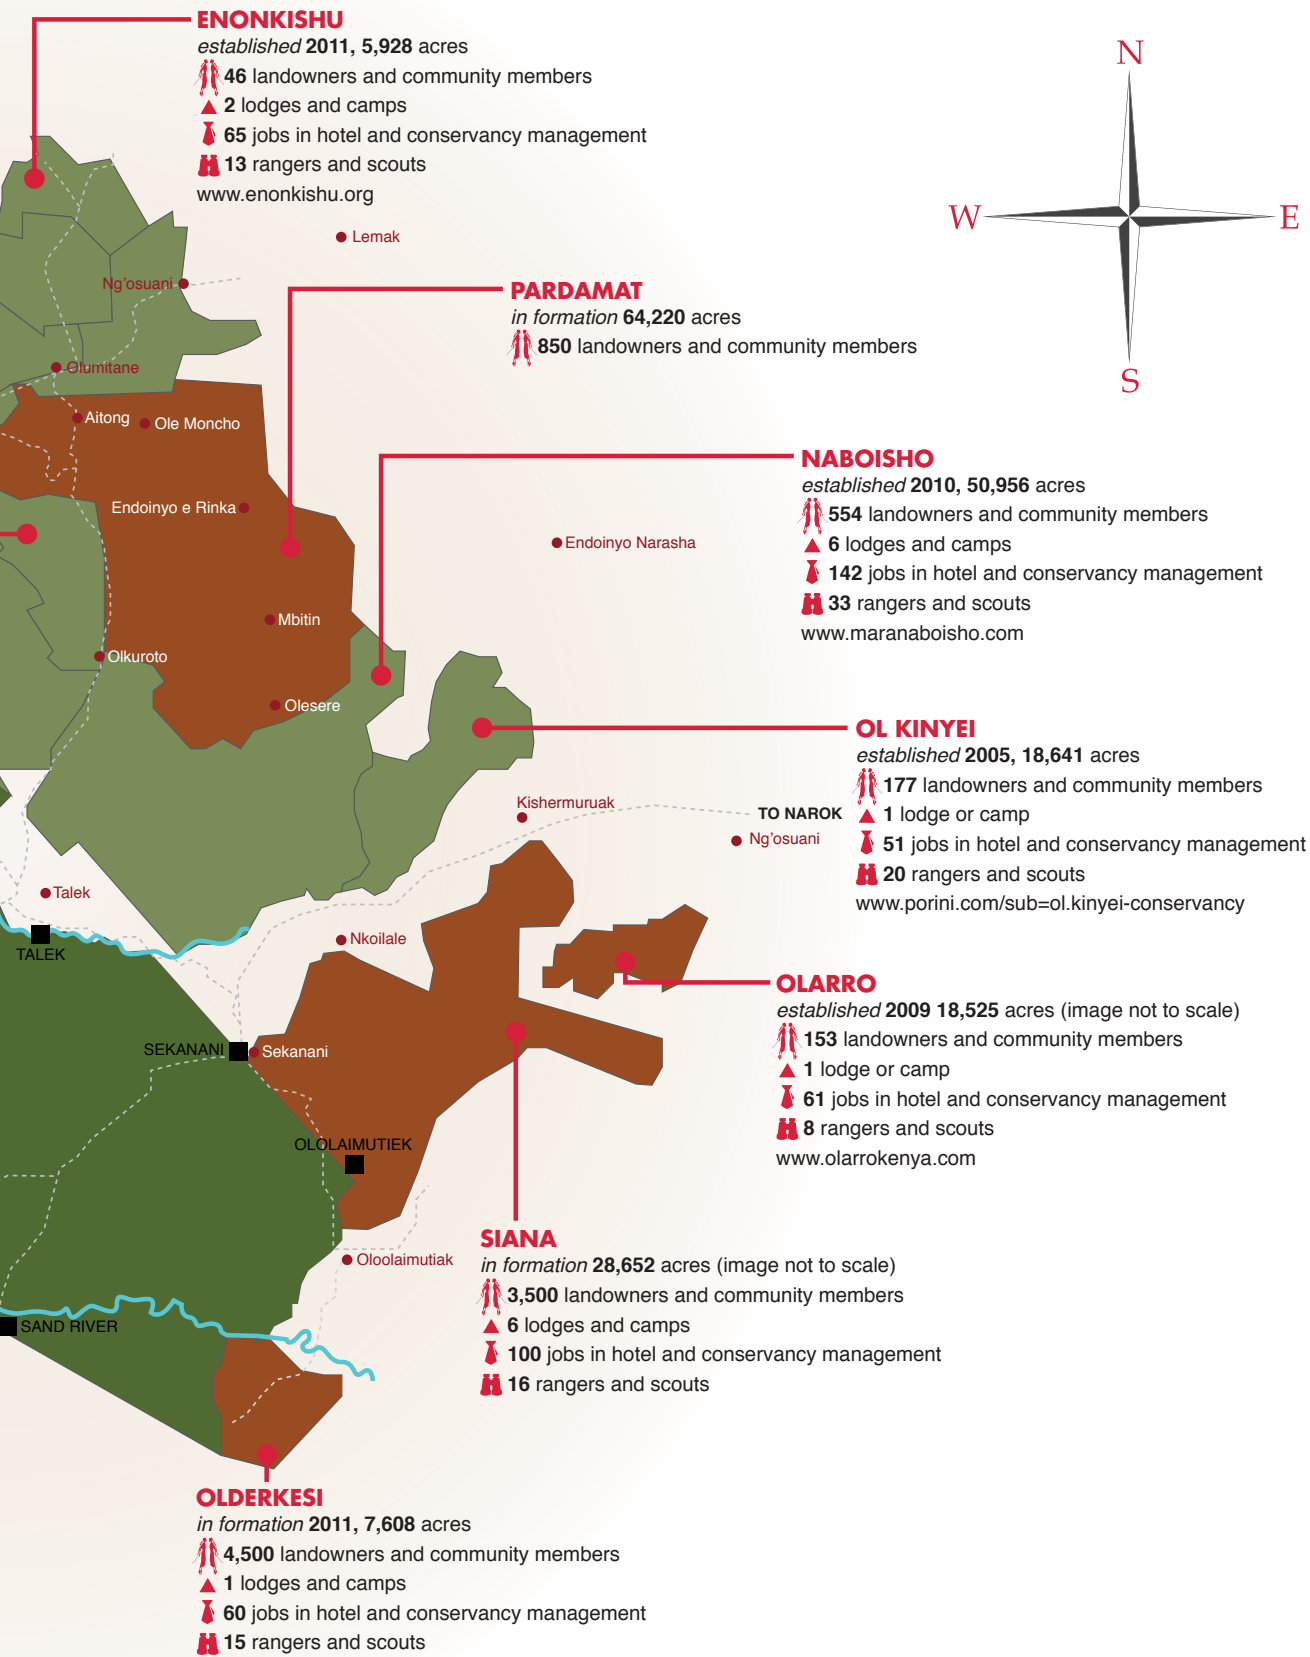 ENONKISHU
established 2011, 5,928 acres
46 landowners and community members
2 lodges and camps
65 jobs in hotel and conservancy management
13 rangers and scouts
www.enonkishu.org
N
W
E
S
Lemak
Ng'osuani
PARDAMAT
in formation 64,220 acres
850 landowners and community members
Olumitane
Aitong
Ole Moncho
NABOISHO
established 2010, 50,956 acres
554 landowners and community members
6 lodges and camps
142 jobs in hotel and conservancy management
33 rangers and scouts
www.maranaboisho.com
Endoinyo e Rinka
Endoinyo Narasha
Mbitin
Olkuroto
Olesere
OL KINYEI
established 2005, 18,641 acres
177 landowners and community members
1 lodge or camp
51 jobs in hotel and conservancy management
20 rangers and scouts
www.porini.com/sub=ol.kinyei-conservancy
Kishermuruak
TO NAROK
Ng'osuani
Talek
TALEK
Nkoilale
OLARRO
established 2009 18,525 acres (image not to scale)
153 landowners and community members
1 lodge or camp
61 jobs in hotel and conservancy management
8 rangers and scouts
www.olarrokenya.com
SEKANANI
Sekanani
OLOLAIMUTIEK
Oloolaimutiak
SIANA
in formation 28,652 acres (image not to scale)
3,500 landowners and community members
6 lodges and camps
100 jobs in hotel and conservancy management
16 rangers and scouts
SAND RIVER
OLDERKESI
in formation 2011, 7,608 acres
4,500 landowners and community members
1 lodges and camps
60 jobs in hotel and conservancy management
15 rangers and scouts